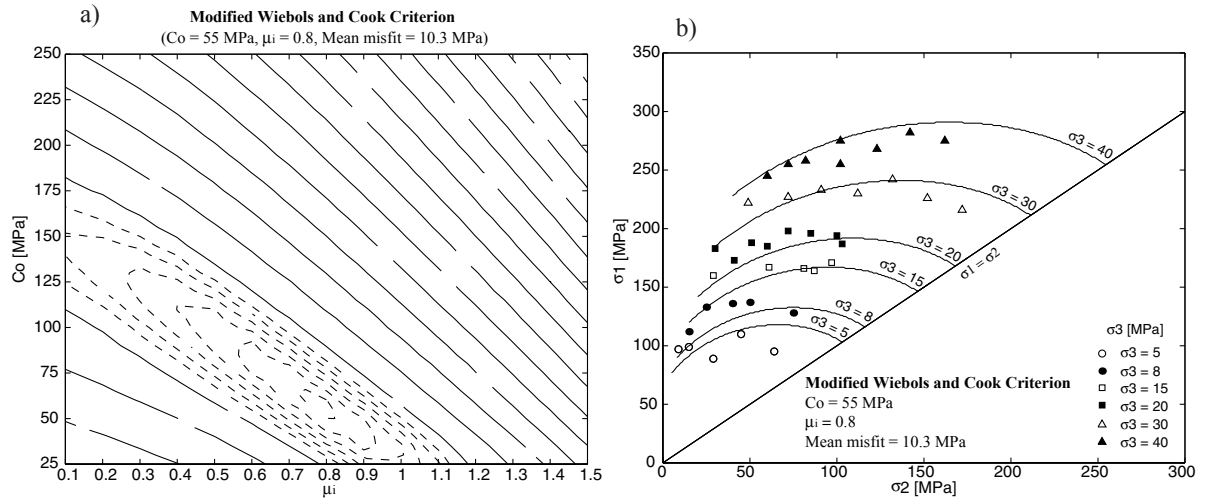 a)
Modified Wiebols and Cook Criterion
(Co = 55 MPa, μi = 0.8, Mean misfit = 10.3 MPa)
250
225
200
175
150
125
100
75
50
25
Co [MPa]
0.1 0.2 0.3 0.4 0.5 0.6 0.7 0.8 0.9 1 1.1 1.2 1.3 1.4 1.5
μi
b)
350
300
250
200
150
100
50
0
σ1 [MPa]
σ3 = 40
σ3 = 30
σ3 = 20
σ1 = σ2
σ3 = 15
σ3 = 8
σ3 = 5
Modified Wiebols and Cook Criterion
Co = 55 MPa
μi = 0.8
Mean misfit = 10.3 MPa
σ3 [MPa]
σ3 = 5
σ3 = 8
σ3 = 15
σ3 = 20
σ3 = 30
σ3 = 40
0 50 100 150 200 250 300
σ2 [MPa]